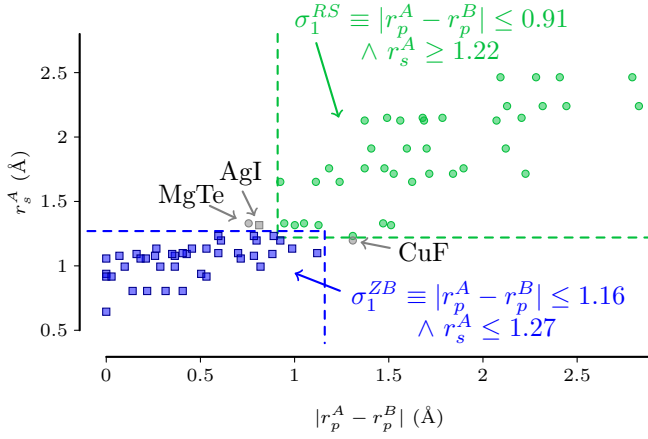 σ₁^{RS} ≡ |r_p^A − r_p^B| ≤ 0.91
∧ r_s^A ≥ 1.22
2.5
2
1.5
1
0.5
r_s^A (Å)
AgI
MgTe
CuF
σ₁^{ZB} ≡ |r_p^A − r_p^B| ≤ 1.16
∧ r_s^A ≤ 1.27
0 0.5 1 1.5 2 2.5
|r_p^A − r_p^B| (Å)